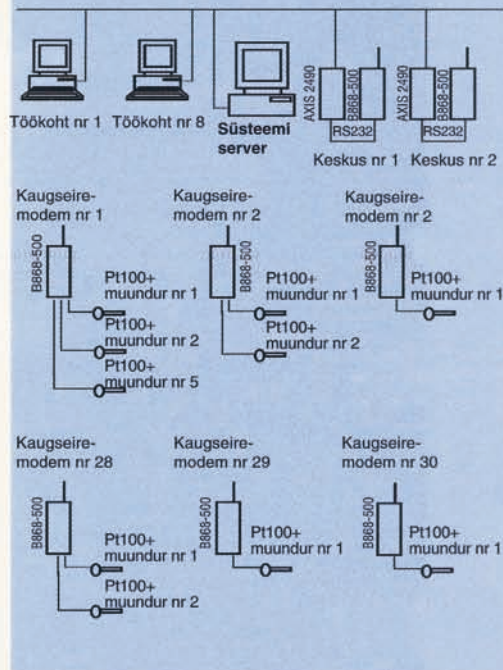 Töökoht nr 1
Töökoht nr 8
Süsteemi
server
AXIS 2490
B868-500
RS232
Keskus nr 1
AXIS 2490
B868-500
RS232
Keskus nr 2
Kaugseire-
modem nr 1
B868-500
Pt100+
muundur nr 1
Pt100+
muundur nr 2
Pt100+
muundur nr 5
Kaugseire-
modem nr 2
B868-500
Pt100+
muundur nr 1
Pt100+
muundur nr 2
Kaugseire-
modem nr 2
B868-500
Pt100+
muundur nr 1
Kaugseire-
modem nr 28
B868-500
Pt100+
muundur nr 1
Pt100+
muundur nr 2
Kaugseire-
modem nr 29
B868-500
Pt100+
muundur nr 1
Kaugseire-
modem nr 30
B868-500
Pt100+
muundur nr 1